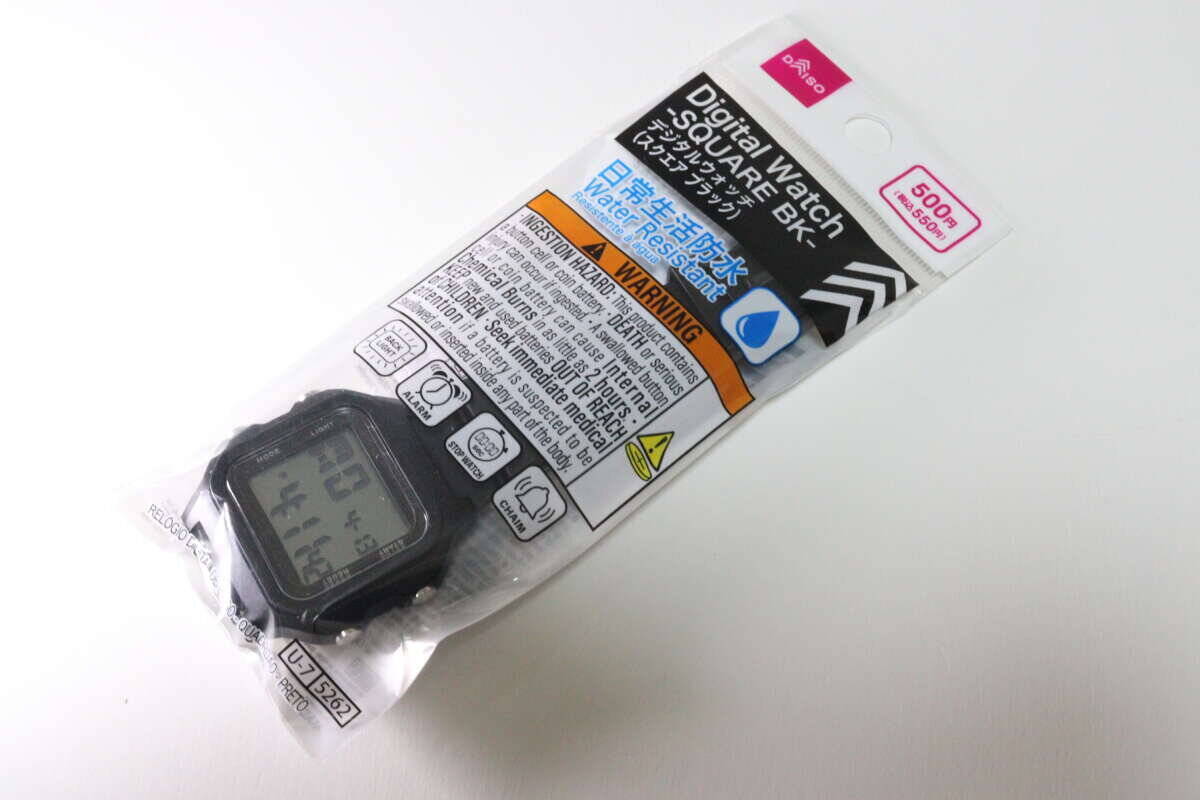 DAISO
500円
(税込550円)
Digital Watch
-SQUARE BK-
デジタルウォッチ
(スクエア ブラック)
日常生活防水
Water Resistant
Resistente à água
WARNING
·INGESTION HAZARD: This product contains
a button cell or coin battery. · DEATH or serious
injury can occur if ingested. · A swallowed button
cell or coin battery can cause Internal
Chemical Burns in as little as 2 hours. ·
KEEP new and used batteries OUT OF REACH
OF CHILDREN · Seek immediate medical
attention if a battery is suspected to be
swallowed or inserted inside any part of the body.
BACK
LIGHT
ALARM
00:00
SEC
STOP WATCH
CHAIM
LIGHT
MODE
4 13
RELOGIO
PRETO
U-7 5262